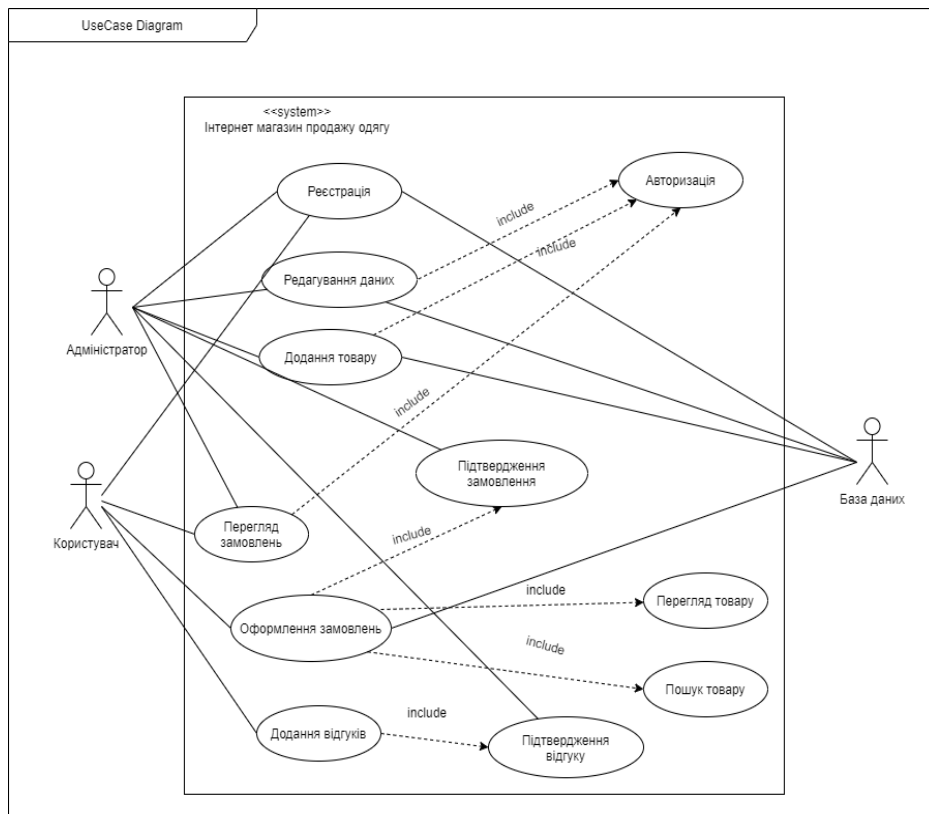 UseCase Diagram
<<system>>
Інтернет магазин продажу одягу
Реєстрація
Авторизація
include
include
Редагування даних
Адміністратор
Додання товару
include
Підтвердження
замовлення
База даних
Перегляд
замовлень
Користувач
include
include
Перегляд товару
Оформлення замовлень
include
Пошук товару
include
Додання відгуків
Підтвердження
відгуку